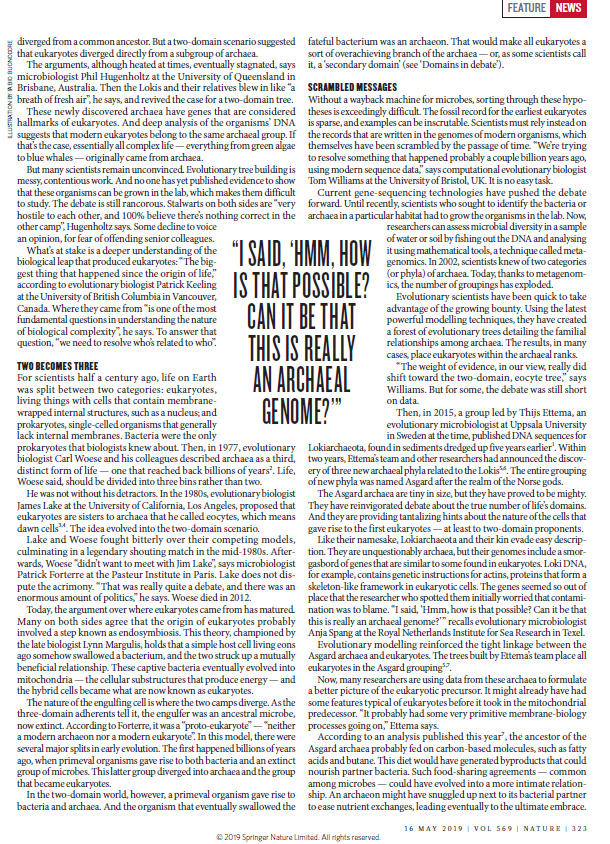 FEATURE NEWS
ILLUSTRATION BY FABIO BUONOCORE
diverged from a common ancestor. But a two-domain scenario suggested
that eukaryotes diverged directly from a subgroup of archaea.
The arguments, although heated at times, eventually stagnated, says
microbiologist Phil Hugenholtz at the University of Queensland in
Brisbane, Australia. Then the Lokis and their relatives blew in like “a
breath of fresh air”, he says, and revived the case for a two-domain tree.
These newly discovered archaea have genes that are considered
hallmarks of eukaryotes. And deep analysis of the organisms’ DNA
suggests that modern eukaryotes belong to the same archaeal group. If
that’s the case, essentially all complex life — everything from green algae
to blue whales — originally came from archaea.
But many scientists remain unconvinced. Evolutionary tree building is
messy, contentious work. And no one has yet published evidence to show
that these organisms can be grown in the lab, which makes them difficult
to study. The debate is still rancorous. Stalwarts on both sides are “very
hostile to each other, and 100% believe there’s nothing correct in the
other camp”, Hugenholtz says. Some decline to voice
an opinion, for fear of offending senior colleagues.
What’s at stake is a deeper understanding of the
biological leap that produced eukaryotes: “The big-
gest thing that happened since the origin of life,”
according to evolutionary biologist Patrick Keeling
at the University of British Columbia in Vancouver,
Canada. Where they came from “is one of the most
fundamental questions in understanding the nature
of biological complexity”, he says. To answer that
question, “we need to resolve who’s related to who”.
TWO BECOMES THREE
For scientists half a century ago, life on Earth
was split between two categories: eukaryotes,
living things with cells that contain membrane-
wrapped internal structures, such as a nucleus; and
prokaryotes, single-celled organisms that generally
lack internal membranes. Bacteria were the only
prokaryotes that biologists knew about. Then, in 1977, evolutionary
biologist Carl Woese and his colleagues described archaea as a third,
distinct form of life — one that reached back billions of years². Life,
Woese said, should be divided into three bins rather than two.
He was not without his detractors. In the 1980s, evolutionary biologist
James Lake at the University of California, Los Angeles, proposed that
eukaryotes are sisters to archaea that he called eocytes, which means
dawn cells³,⁴. The idea evolved into the two-domain scenario.
Lake and Woese fought bitterly over their competing models,
culminating in a legendary shouting match in the mid-1980s. After-
wards, Woese “didn’t want to meet with Jim Lake”, says microbiologist
Patrick Forterre at the Pasteur Institute in Paris. Lake does not dis-
pute the acrimony. “That was really quite a debate, and there was an
enormous amount of politics,” he says. Woese died in 2012.
Today, the argument over where eukaryotes came from has matured.
Many on both sides agree that the origin of eukaryotes probably
involved a step known as endosymbiosis. This theory, championed by
the late biologist Lynn Margulis, holds that a simple host cell living eons
ago somehow swallowed a bacterium, and the two struck up a mutually
beneficial relationship. These captive bacteria eventually evolved into
mitochondria — the cellular substructures that produce energy — and
the hybrid cells became what are now known as eukaryotes.
The nature of the engulfing cell is where the two camps diverge. As the
three-domain adherents tell it, the engulfer was an ancestral microbe,
now extinct. According to Forterre, it was a “proto-eukaryote” — “neither
a modern archaeon nor a modern eukaryote”. In this model, there were
several major splits in early evolution. The first happened billions of years
ago, when primeval organisms gave rise to both bacteria and an extinct
group of microbes. This latter group diverged into archaea and the group
that became eukaryotes.
In the two-domain world, however, a primeval organism gave rise to
bacteria and archaea. And the organism that eventually swallowed the
“I SAID, ‘HMM, HOW
IS THAT POSSIBLE?
CAN IT BE THAT
THIS IS REALLY
AN ARCHAEAL
GENOME?’”
fateful bacterium was an archaeon. That would make all eukaryotes a
sort of overachieving branch of the archaea — or, as some scientists call
it, a ‘secondary domain’ (see ‘Domains in debate’).
SCRAMBLED MESSAGES
Without a wayback machine for microbes, sorting through these hypo-
theses is exceedingly difficult. The fossil record for the earliest eukaryotes
is sparse, and examples can be inscrutable. Scientists must rely instead on
the records that are written in the genomes of modern organisms, which
themselves have been scrambled by the passage of time. “We’re trying
to resolve something that happened probably a couple billion years ago,
using modern sequence data,” says computational evolutionary biologist
Tom Williams at the University of Bristol, UK. It is no easy task.
Current gene-sequencing technologies have pushed the debate
forward. Until recently, scientists who sought to identify the bacteria or
archaea in a particular habitat had to grow the organisms in the lab. Now,
researchers can assess microbial diversity in a sample
of water or soil by fishing out the DNA and analysing
it using mathematical tools, a technique called meta-
genomics. In 2002, scientists knew of two categories
(or phyla) of archaea. Today, thanks to metagenom-
ics, the number of groupings has exploded.
Evolutionary scientists have been quick to take
advantage of the growing bounty. Using the latest
powerful modelling techniques, they have created
a forest of evolutionary trees detailing the familial
relationships among archaea. The results, in many
cases, place eukaryotes within the archaeal ranks.
“The weight of evidence, in our view, really did
shift toward the two-domain, eocyte tree,” says
Williams. But for some, the debate was still short
on data.
Then, in 2015, a group led by Thijs Ettema, an
evolutionary microbiologist at Uppsala University
in Sweden at the time, published DNA sequences for
Lokiarchaeota, found in sediments dredged up five years earlier¹. Within
two years, Ettema’s team and other researchers had announced the discov-
ery of three new archaeal phyla related to the Lokis⁵,⁶. The entire grouping
of new phyla was named Asgard after the realm of the Norse gods.
The Asgard archaea are tiny in size, but they have proved to be mighty.
They have reinvigorated debate about the true number of life’s domains.
And they are providing tantalizing hints about the nature of the cells that
gave rise to the first eukaryotes — at least to two-domain proponents.
Like their namesake, Lokiarchaeota and their kin evade easy descrip-
tion. They are unquestionably archaea, but their genomes include a smor-
gasbord of genes that are similar to some found in eukaryotes. Loki DNA,
for example, contains genetic instructions for actins, proteins that form a
skeleton-like framework in eukaryotic cells. The genes seemed so out of
place that the researcher who spotted them initially worried that contami-
nation was to blame. “I said, ‘Hmm, how is that possible? Can it be that
this is really an archaeal genome?’” recalls evolutionary microbiologist
Anja Spang at the Royal Netherlands Institute for Sea Research in Texel.
Evolutionary modelling reinforced the tight linkage between the
Asgard archaea and eukaryotes. The trees built by Ettema’s team place all
eukaryotes in the Asgard grouping⁵,⁷.
Now, many researchers are using data from these archaea to formulate
a better picture of the eukaryotic precursor. It might already have had
some features typical of eukaryotes before it took in the mitochondrial
predecessor. “It probably had some very primitive membrane-biology
processes going on,” Ettema says.
According to an analysis published this year⁷, the ancestor of the
Asgard archaea probably fed on carbon-based molecules, such as fatty
acids and butane. This diet would have generated byproducts that could
nourish partner bacteria. Such food-sharing agreements — common
among microbes — could have evolved into a more intimate relation-
ship. An archaeon might have snuggled up next to its bacterial partner
to ease nutrient exchanges, leading eventually to the ultimate embrace.
16 MAY 2019 | VOL 569 | NATURE | 323
© 2019 Springer Nature Limited. All rights reserved.